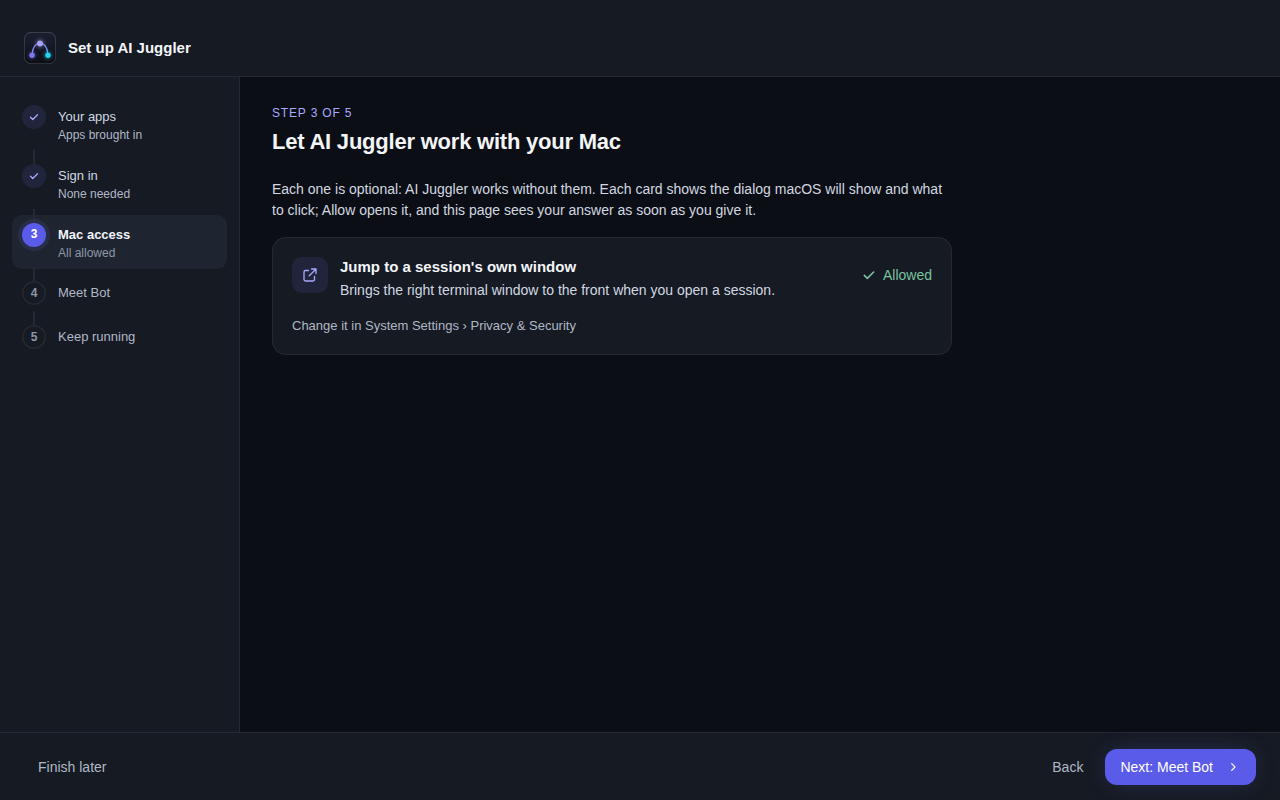 Set up AI Juggler
Your apps
Apps brought in
Sign in
None needed
3
Mac access
All allowed
4
Meet Bot
5
Keep running
STEP 3 OF 5
Let AI Juggler work with your Mac
Each one is optional: AI Juggler works without them. Each card shows the dialog macOS will show and what
to click; Allow opens it, and this page sees your answer as soon as you give it.
Jump to a session's own window
Brings the right terminal window to the front when you open a session.
Allowed
Change it in System Settings › Privacy & Security
Finish later
Back
Next: Meet Bot